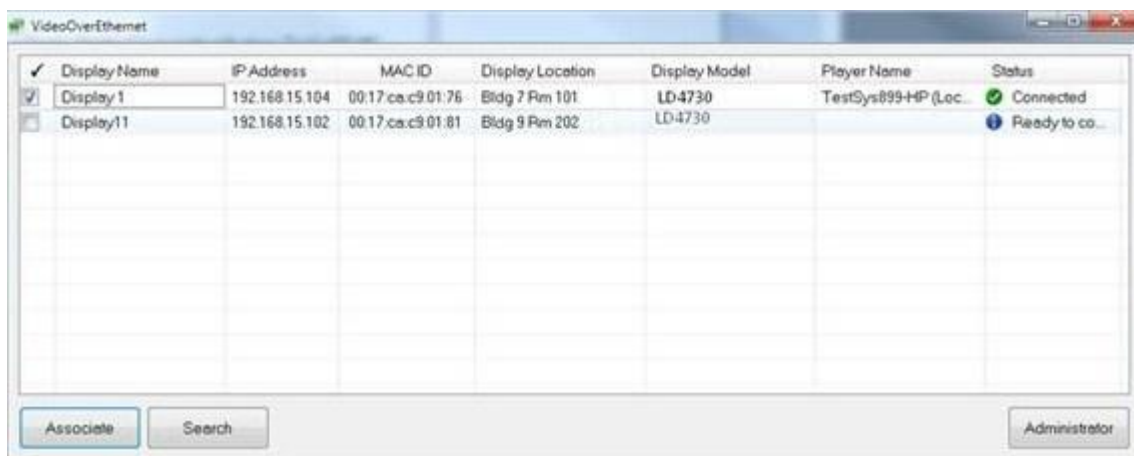 VideoOverEthernet
✓ Display Name IP Address MAC ID Display Location Display Model Player Name Status
Display 1 192.168.15.104 00:17:ca:c9:01:76 Bldg 7 Rm 101 LD4730 TestSys899-HP (Loc... Connected
Display11 192.168.15.102 00:17:ca:c9:01:81 Bldg 9 Rm 202 LD4730 Ready to co...
Associate Search Administrator